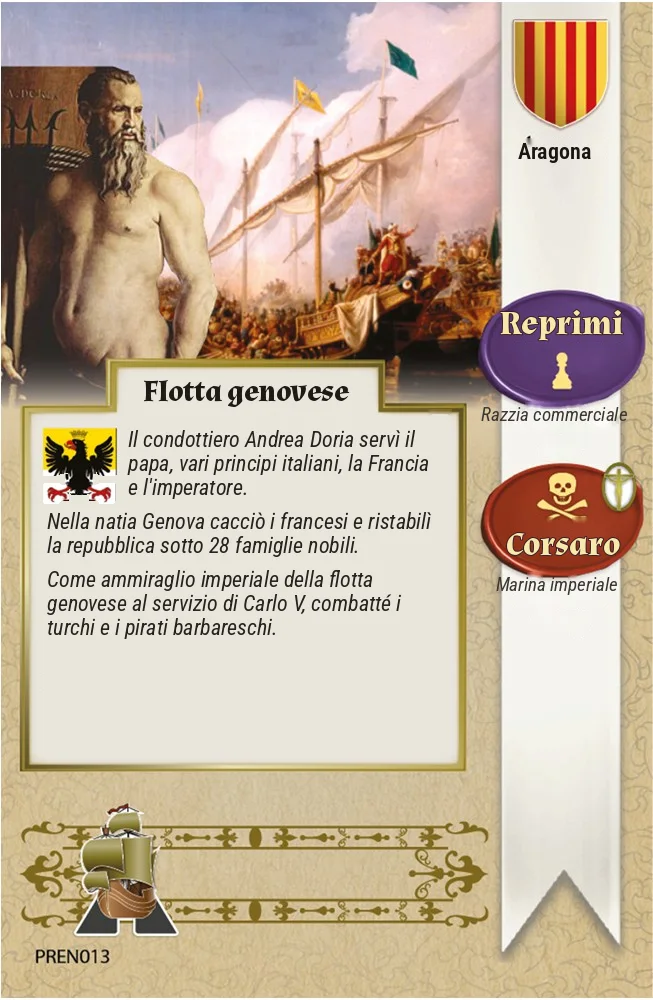 A. DORIA
Aragona
Reprimi
Razzia commerciale
Flotta genovese
Il condottiero Andrea Doria servì il
papa, vari principi italiani, la Francia
e l'imperatore.
Nella natia Genova cacciò i francesi e ristabilì
la repubblica sotto 28 famiglie nobili.
Come ammiraglio imperiale della flotta
genovese al servizio di Carlo V, combatté i
turchi e i pirati barbareschi.
Corsaro
Marina imperiale
PREN013